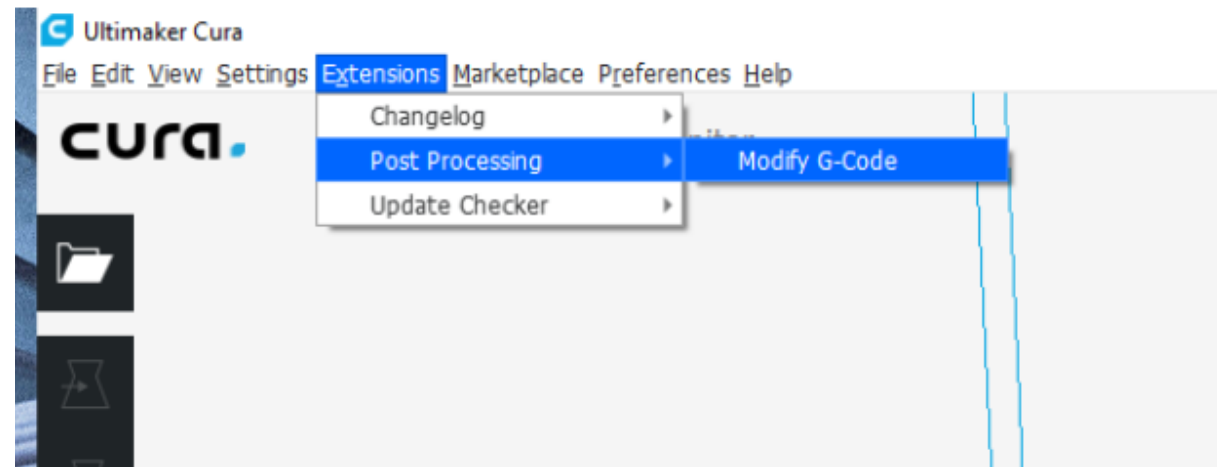 Ultimaker Cura
File Edit View Settings Extensions Marketplace Preferences Help
cura.
Changelog
Post Processing
Modify G-Code
Update Checker